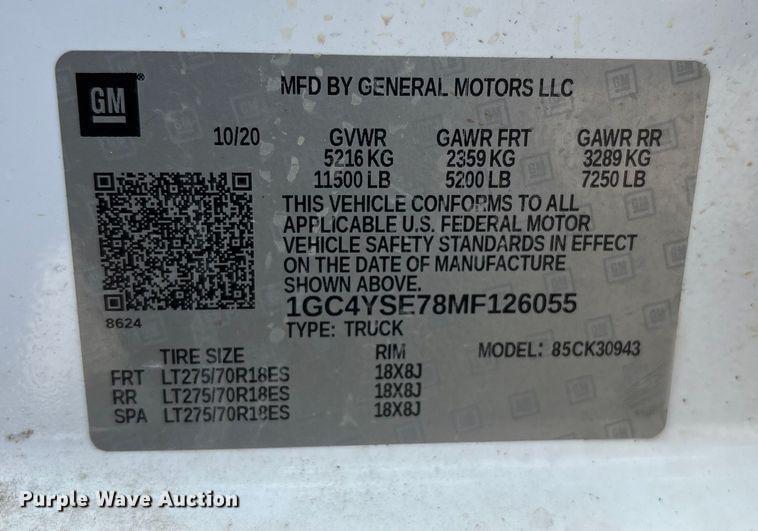 GM
MFD BY GENERAL MOTORS LLC
10/20 GVWR GAWR FRT GAWR RR
5216 KG 2359 KG 3289 KG
11500 LB 5200 LB 7250 LB
THIS VEHICLE CONFORMS TO ALL
APPLICABLE U.S. FEDERAL MOTOR
VEHICLE SAFETY STANDARDS IN EFFECT
ON THE DATE OF MANUFACTURE
SHOWN ABOVE.
8624
1GC4YSE78MF126055
TYPE: TRUCK
TIRE SIZE RIM MODEL: 85CK30943
FRT LT275/70R18ES 18X8J
RR LT275/70R18ES 18X8J
SPA LT275/70R18ES 18X8J
Purple Wave Auction